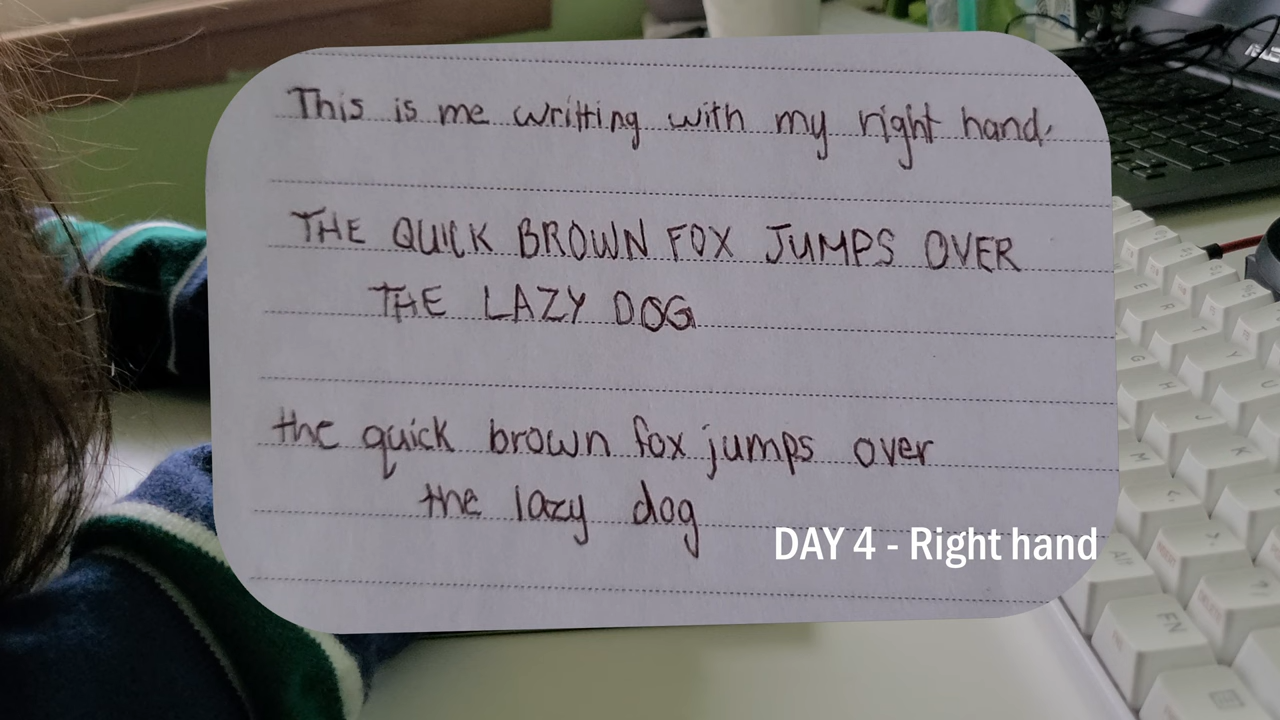 This is me writting with my right hand.
THE QUICK BROWN FOX JUMPS OVER
THE LAZY DOG
the quick brown fox jumps over
the lazy dog
DAY 4 - Right hand